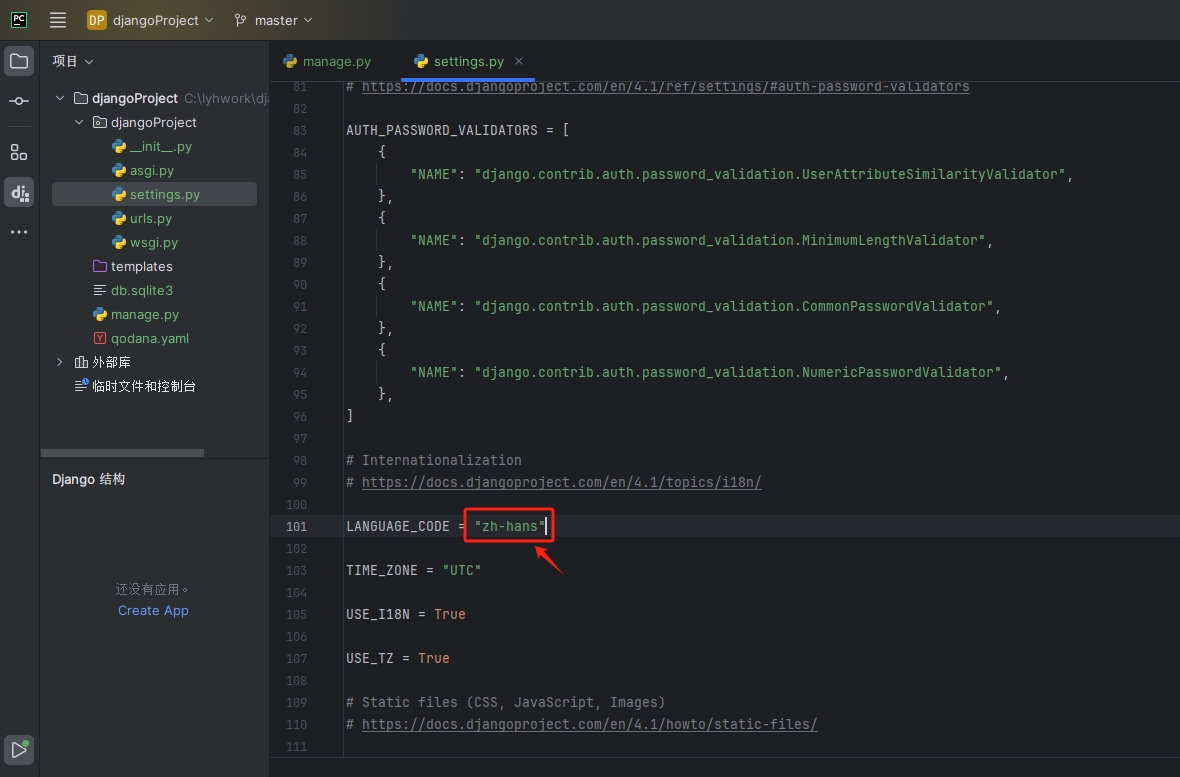 PC
DP djangoProject master
项目
djangoProject C:\lyhwork\dj
djangoProject
__init__.py
asgi.py
settings.py
urls.py
wsgi.py
templates
db.sqlite3
manage.py
Y qodana.yaml
外部库
临时文件和控制台
Django 结构
还没有应用。
Create App
manage.py settings.py ×
81 # https://docs.djangoproject.com/en/4.1/ref/settings/#auth-password-validators
82
83 AUTH_PASSWORD_VALIDATORS = [
84 {
85 "NAME": "django.contrib.auth.password_validation.UserAttributeSimilarityValidator",
86 },
87 {
88 "NAME": "django.contrib.auth.password_validation.MinimumLengthValidator",
89 },
90 {
91 "NAME": "django.contrib.auth.password_validation.CommonPasswordValidator",
92 },
93 {
94 "NAME": "django.contrib.auth.password_validation.NumericPasswordValidator",
95 },
96 ]
97
98 # Internationalization
99 # https://docs.djangoproject.com/en/4.1/topics/i18n/
100
101 LANGUAGE_CODE = "zh-hans"
102
103 TIME_ZONE = "UTC"
104
105 USE_I18N = True
106
107 USE_TZ = True
108
109 # Static files (CSS, JavaScript, Images)
110 # https://docs.djangoproject.com/en/4.1/howto/static-files/
111